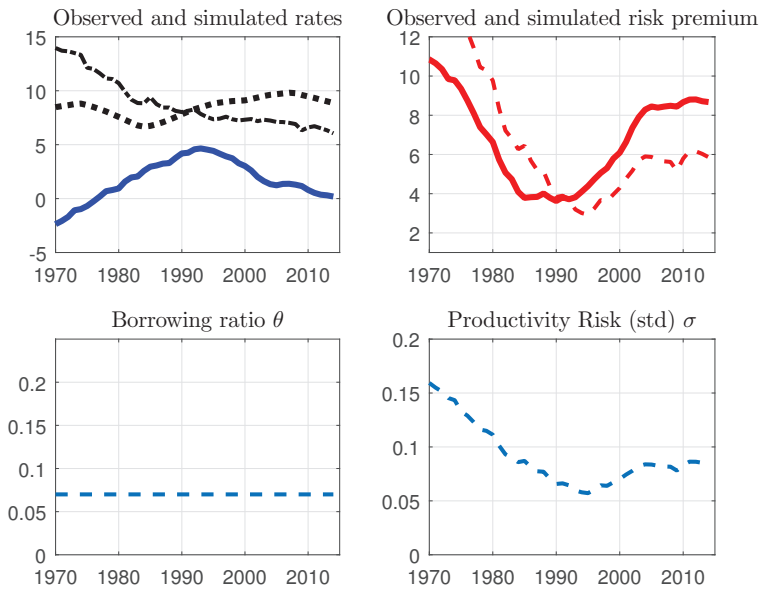 Observed and simulated rates
15
10
5
0
-5
1970 1980 1990 2000 2010
Observed and simulated risk premium
12
10
8
6
4
2
1970 1980 1990 2000 2010
Borrowing ratio θ
0.2
0.15
0.1
0.05
0
1970 1980 1990 2000 2010
Productivity Risk (std) σ
0.2
0.15
0.1
0.05
0
1970 1980 1990 2000 2010